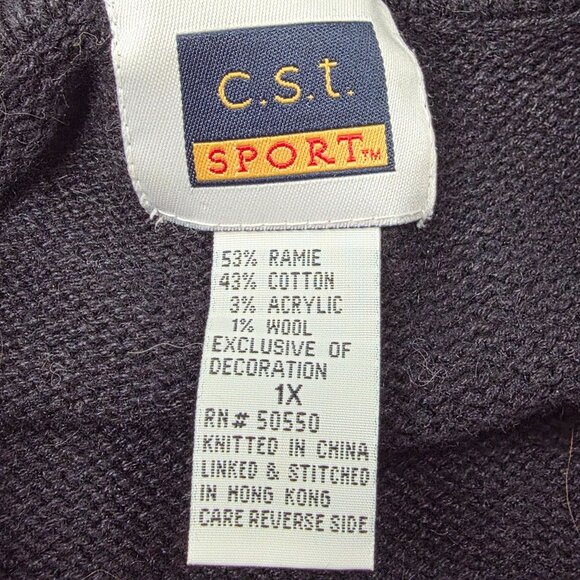 c.s.t.
SPORT™
53% RAMIE
43% COTTON
3% ACRYLIC
1% WOOL
EXCLUSIVE OF
DECORATION
1X
RN# 50550
KNITTED IN CHINA
LINKED & STITCHED
IN HONG KONG
CARE REVERSE SIDE